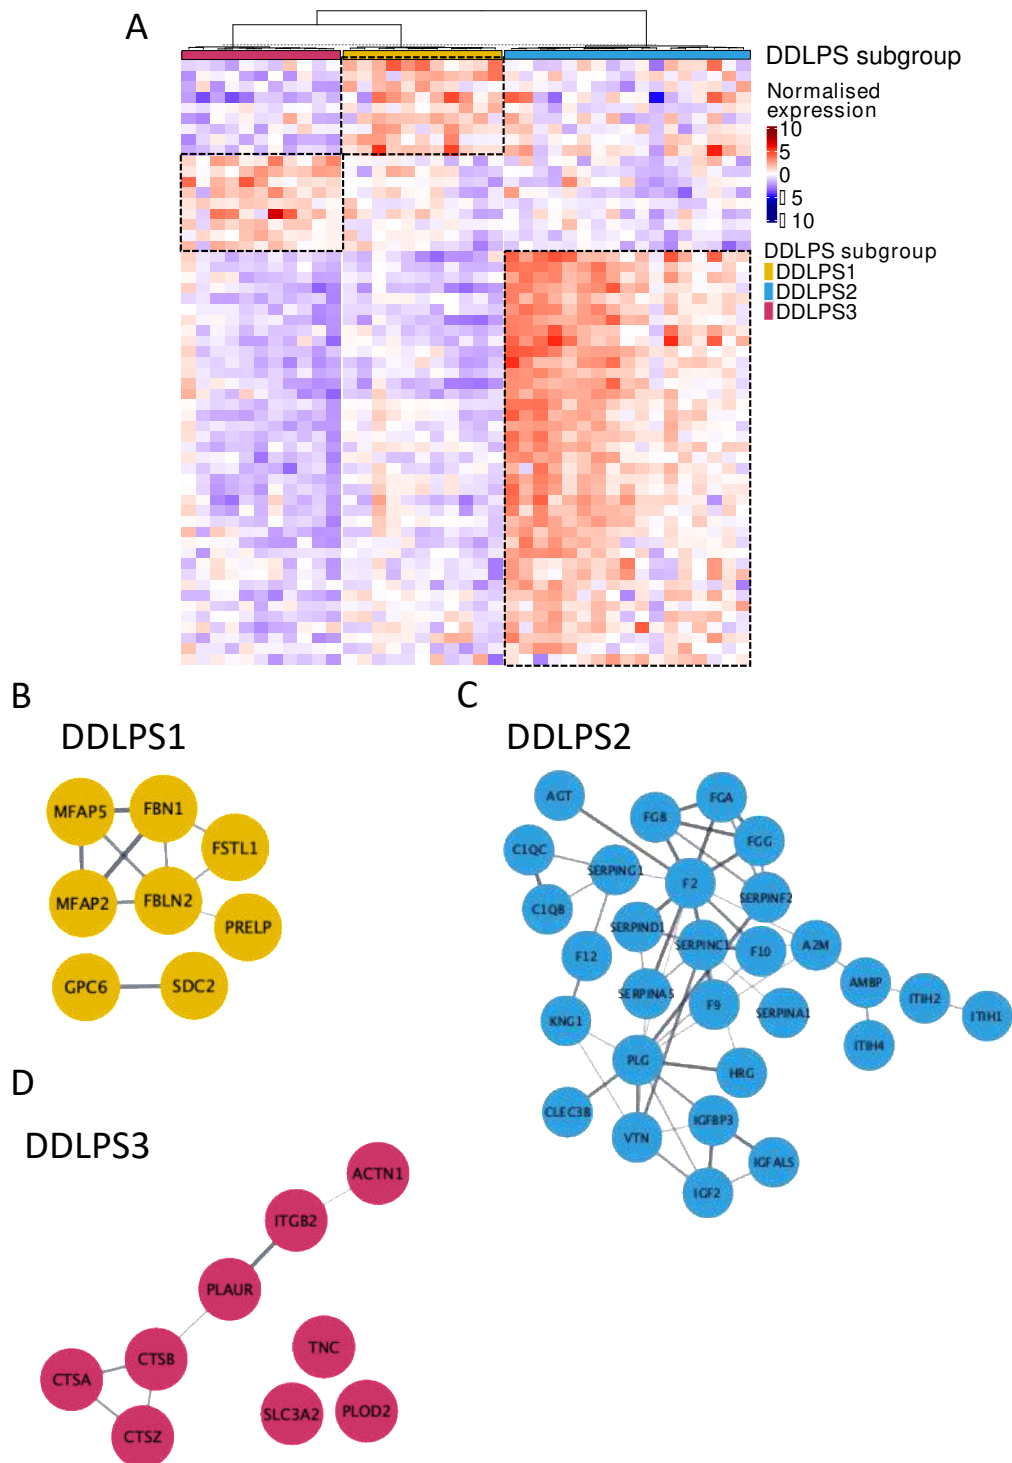 A
DDLPS subgroup
Normalised
expression
10
5
0
▯ 5
▯ 10
DDLPS subgroup
DDLPS1
DDLPS2
DDLPS3
B
DDLPS1
MFAP5
FBN1
FSTL1
MFAP2
FBLN2
PRELP
GPC6
SDC2
C
DDLPS2
AGT
FGA
FGB
FGG
C1QC
SERPING1
F2
SERPINF2
C1QB
SERPIND1
SERPINC1
F10
A2M
F12
AMBP
SERPINA5
F9
ITIH2
SERPINA1
ITIH1
KNG1
ITIH4
PLG
HRG
CLEC3B
IGFBP3
VTN
IGFALS
IGF2
D
DDLPS3
ACTN1
ITGB2
PLAUR
TNC
CTSB
CTSA
SLC3A2
PLOD2
CTSZ